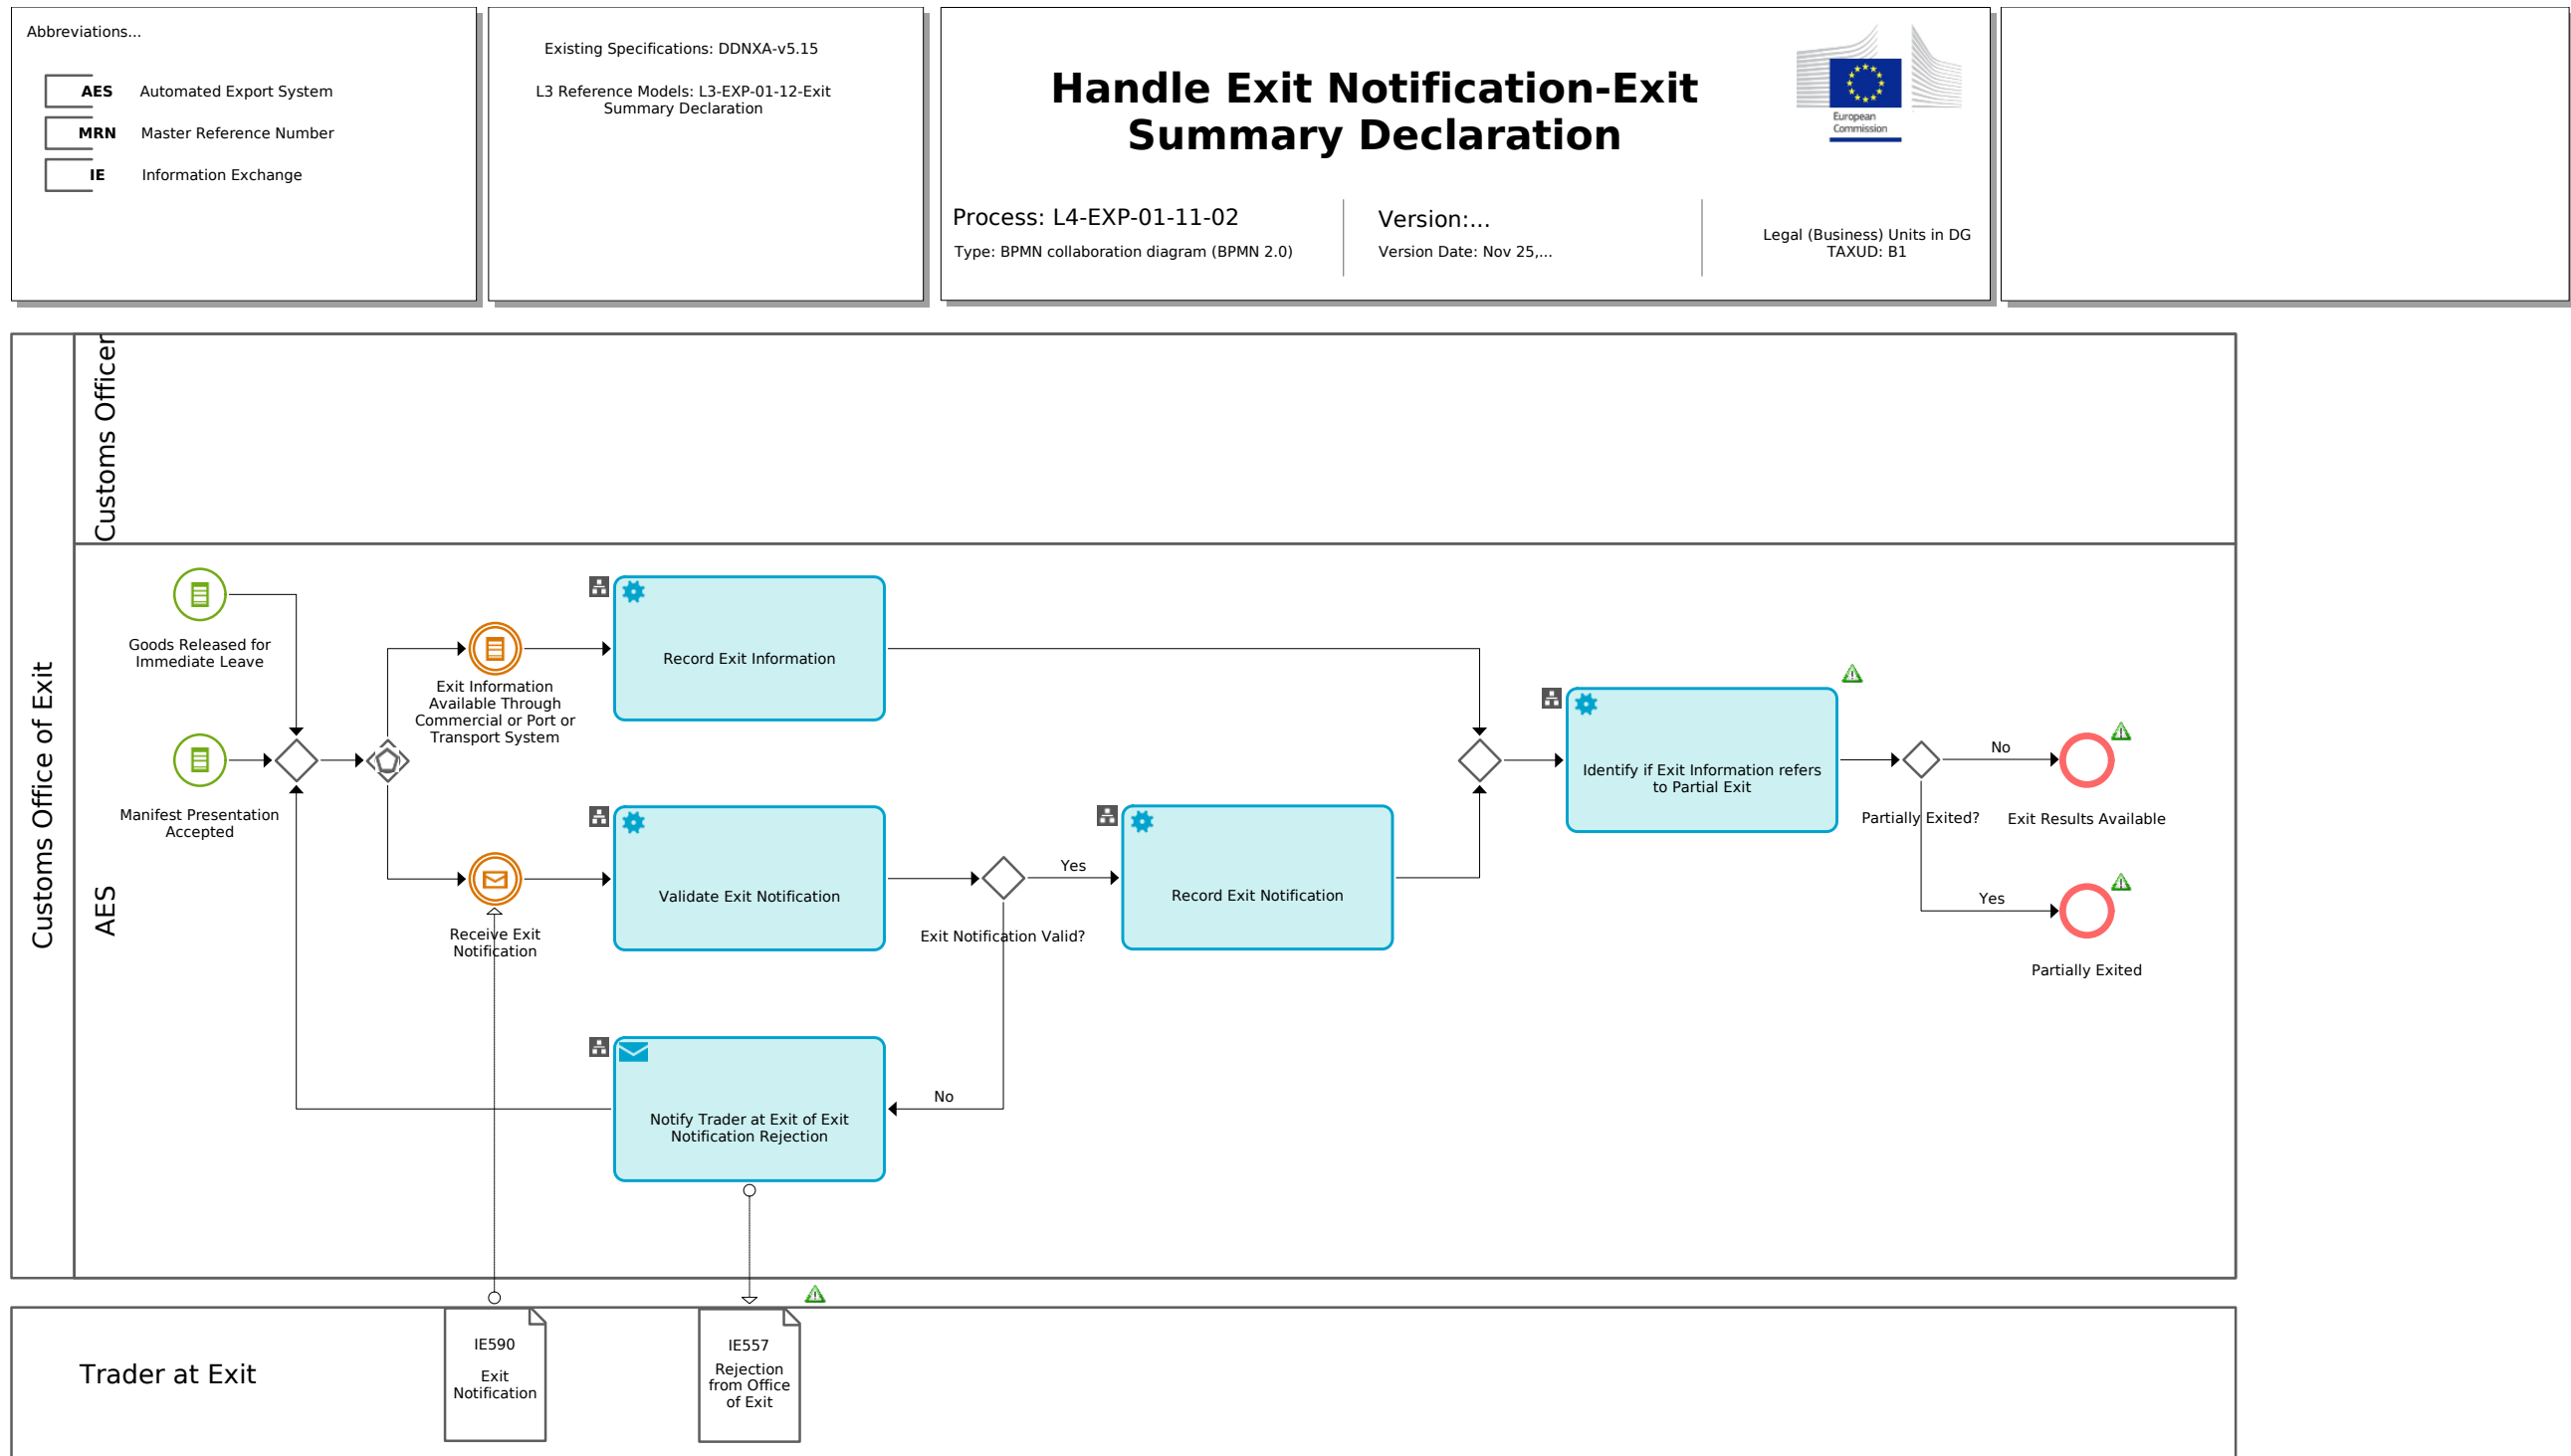 Abbreviations...
AES Automated Export System
MRN Master Reference Number
IE Information Exchange
Existing Specifications: DDNXA-v5.15
L3 Reference Models: L3-EXP-01-12-Exit
Summary Declaration
Handle Exit Notification-Exit
Summary Declaration
European
Commission
Process: L4-EXP-01-11-02
Type: BPMN collaboration diagram (BPMN 2.0)
Version:...
Version Date: Nov 25,...
Legal (Business) Units in DG
TAXUD: B1
Customs Office of Exit
Customs Officer
AES
Goods Released for
Immediate Leave
Manifest Presentation
Accepted
Exit Information
Available Through
Commercial or Port or
Transport System
Record Exit Information
Receive Exit
Notification
Validate Exit Notification
Exit Notification Valid?
Yes
No
Record Exit Notification
Notify Trader at Exit of Exit
Notification Rejection
Identify if Exit Information refers
to Partial Exit
Partially Exited?
No
Exit Results Available
Yes
Partially Exited
Trader at Exit
IE590
Exit
Notification
IE557
Rejection
from Office
of Exit